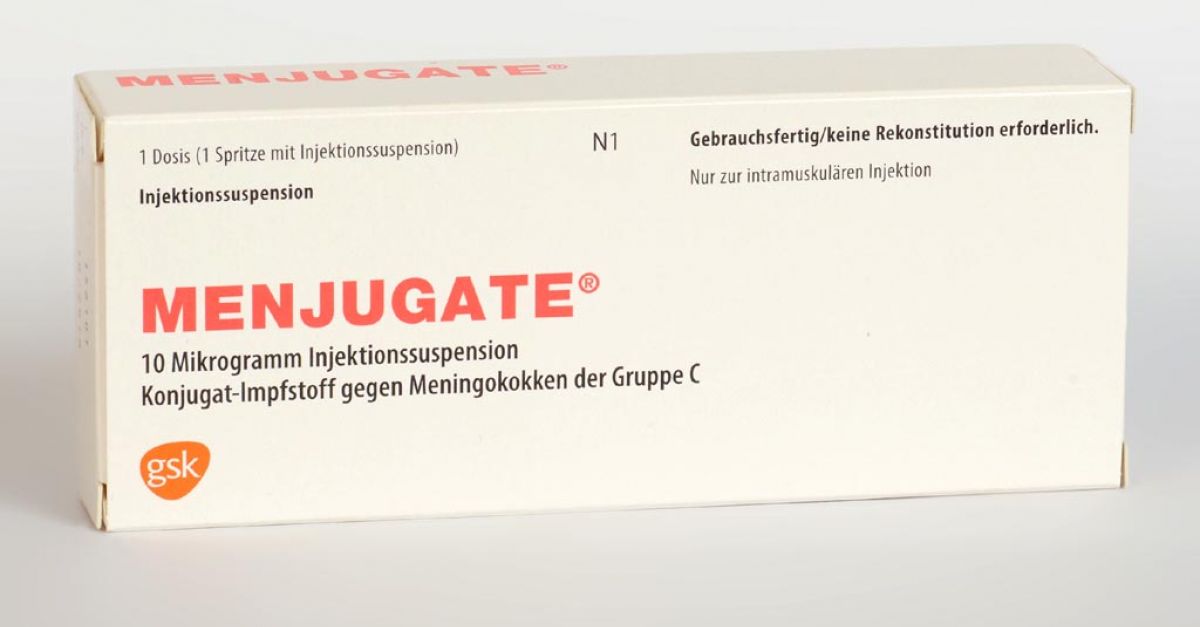 MENJUGATE®
1 Dosis (1 Spritze mit Injektionssuspension)
N1
Gebrauchsfertig/keine Rekonstitution erforderlich.
Injektionssuspension
Nur zur intramuskulären Injektion
MENJUGATE®
10 Mikrogramm Injektionssuspension
Konjugat-Impfstoff gegen Meningokokken der Gruppe C
gsk